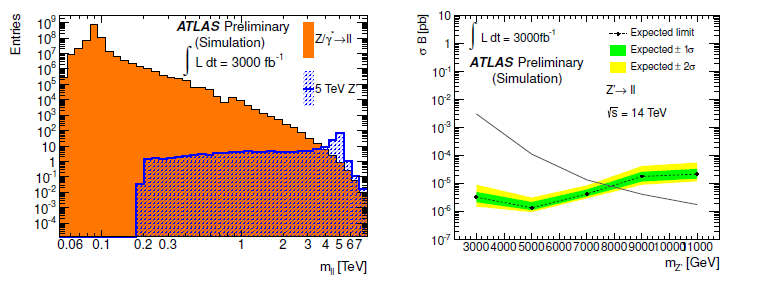 Entries
10⁹
10⁸
10⁷
10⁶
10⁵
10⁴
10³
10²
10
1
10⁻¹
10⁻²
10⁻³
10⁻⁴
ATLAS Preliminary
(Simulation)
∫ L dt = 3000 fb⁻¹
Z/γ*→ll
5 TeV Z'
0.06 0.1 0.2 0.3 1 2 3 4 5 6 7
m_ll [TeV]
σ B [pb]
10
1
10⁻¹
10⁻²
10⁻³
10⁻⁴
10⁻⁵
10⁻⁶
10⁻⁷
∫ L dt = 3000fb⁻¹
ATLAS Preliminary
(Simulation)
Expected limit
Expected ± 1σ
Expected ± 2σ
Z'→ ll
√s = 14 TeV
3000 4000 5000 6000 7000 8000 9000 10000 11000
m_Z' [GeV]